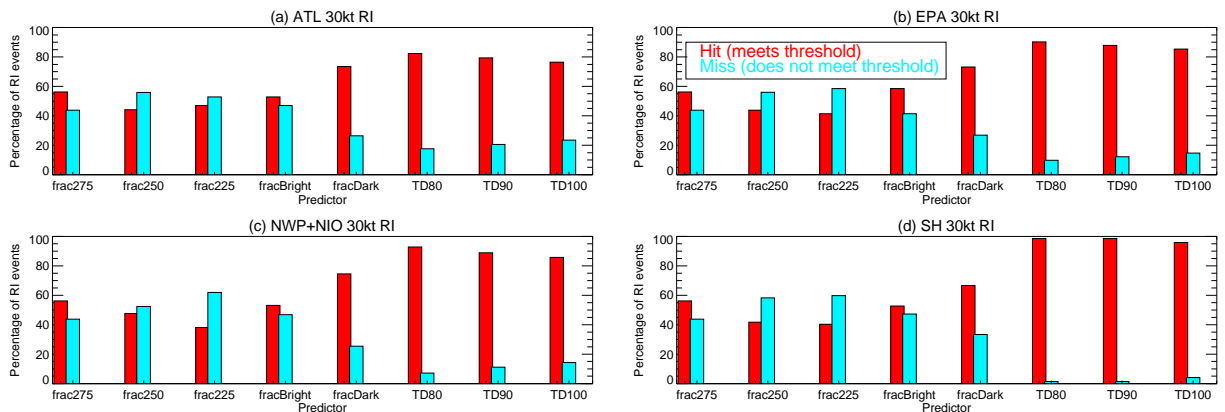 (a) ATL 30kt RI
Percentage of RI events
100
80
60
40
20
0
frac275 frac250 frac225 fracBright fracDark TD80 TD90 TD100
Predictor
(b) EPA 30kt RI
Hit (meets threshold)
Miss (does not meet threshold)
Percentage of RI events
100
80
60
40
20
0
frac275 frac250 frac225 fracBright fracDark TD80 TD90 TD100
Predictor
(c) NWP+NIO 30kt RI
Percentage of RI events
100
80
60
40
20
0
frac275 frac250 frac225 fracBright fracDark TD80 TD90 TD100
Predictor
(d) SH 30kt RI
Percentage of RI events
100
80
60
40
20
0
frac275 frac250 frac225 fracBright fracDark TD80 TD90 TD100
Predictor